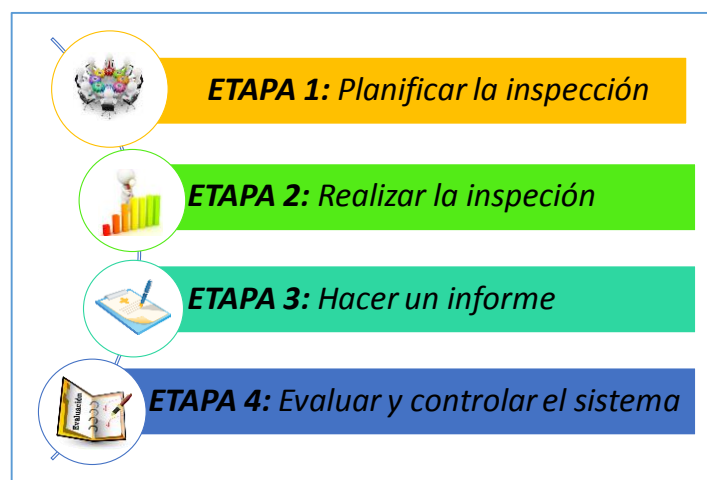 ETAPA 1: Planificar la inspección
ETAPA 2: Realizar la inspeción
ETAPA 3: Hacer un informe
Evaluación
ETAPA 4: Evaluar y controlar el sistema